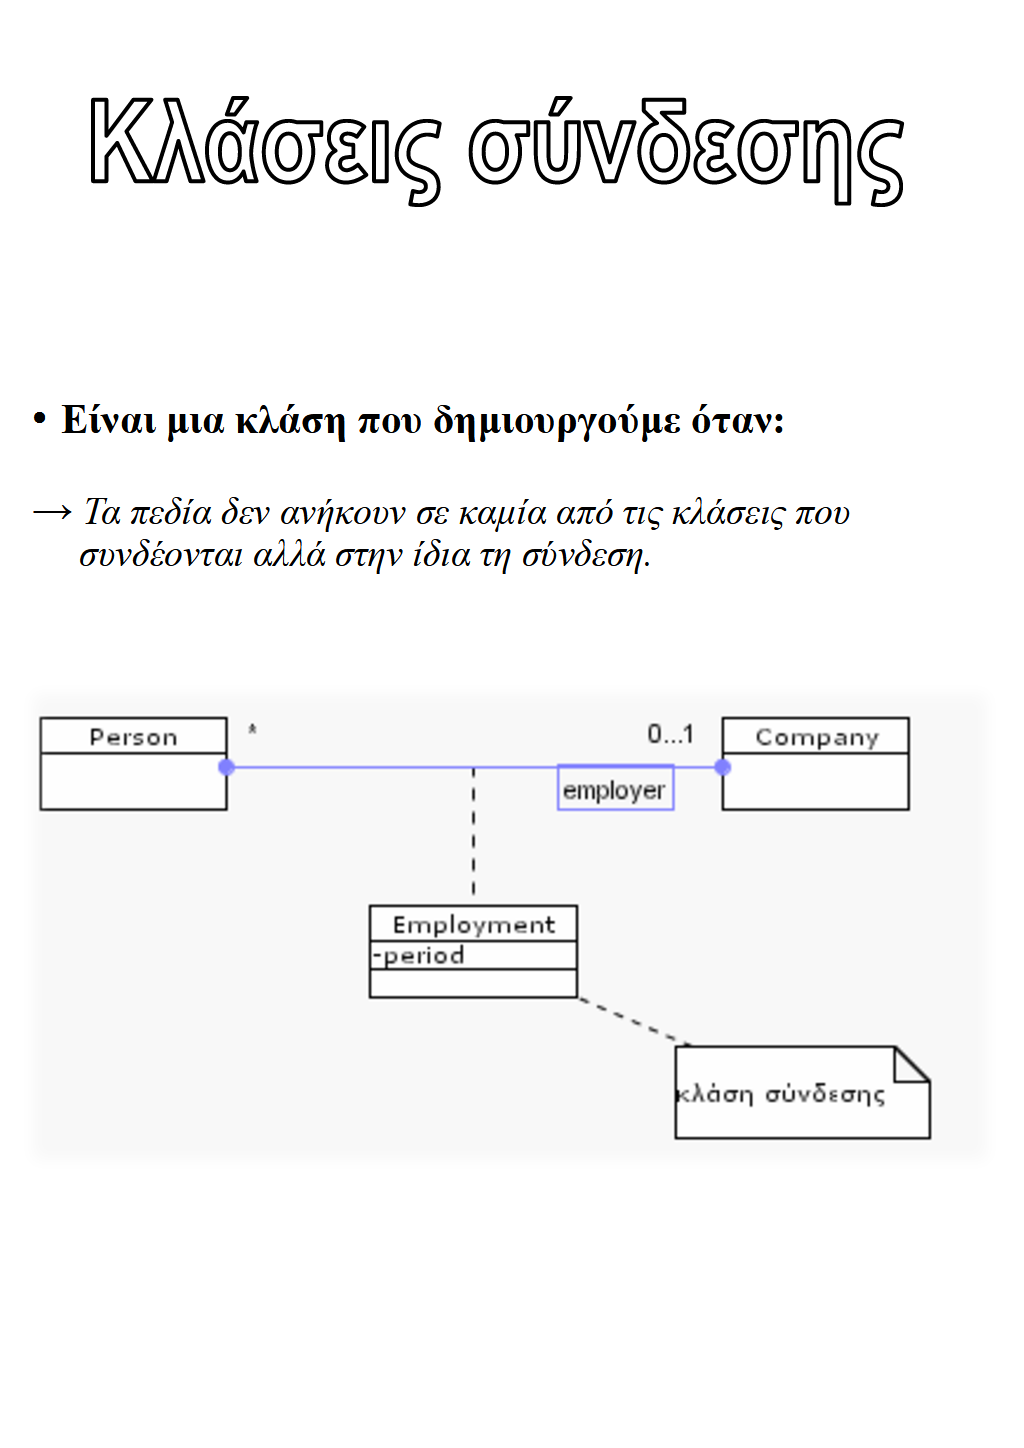 Κλάσεις σύνδεσης
• Είναι μια κλάση που δημιουργούμε όταν:
→ Τα πεδία δεν ανήκουν σε καμία από τις κλάσεις που
συνδέονται αλλά στην ίδια τη σύνδεση.
Person * 0...1 Company
employer
Employment
-period
κλάση σύνδεσης